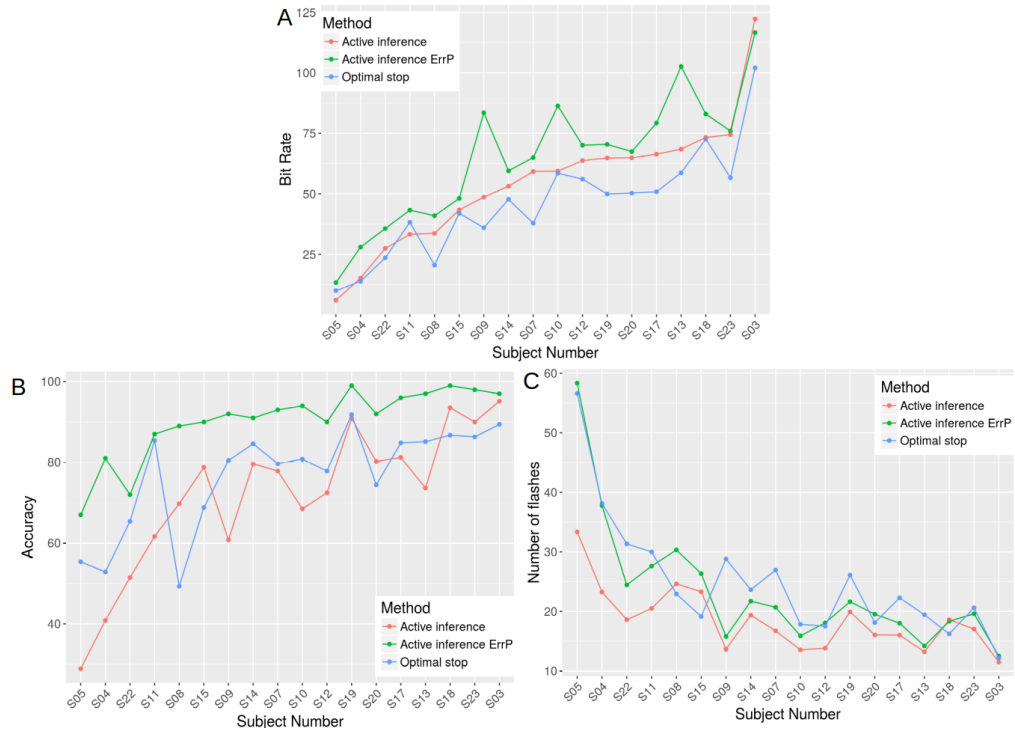 A
Method
Active inference
Active inference ErrP
Optimal stop
Bit Rate
125
100
75
50
25
S05 S04 S22 S11 S08 S15 S09 S14 S07 S10 S12 S19 S20 S17 S13 S18 S23 S03
Subject Number
B
Accuracy
100
80
60
40
Method
Active inference
Active inference ErrP
Optimal stop
S05 S04 S22 S11 S08 S15 S09 S14 S07 S10 S12 S19 S20 S17 S13 S18 S23 S03
Subject Number
C
Number of flashes
60
50
40
30
20
10
Method
Active inference
Active inference ErrP
Optimal stop
S05 S04 S22 S11 S08 S15 S09 S14 S07 S10 S12 S19 S20 S17 S13 S18 S23 S03
Subject Number